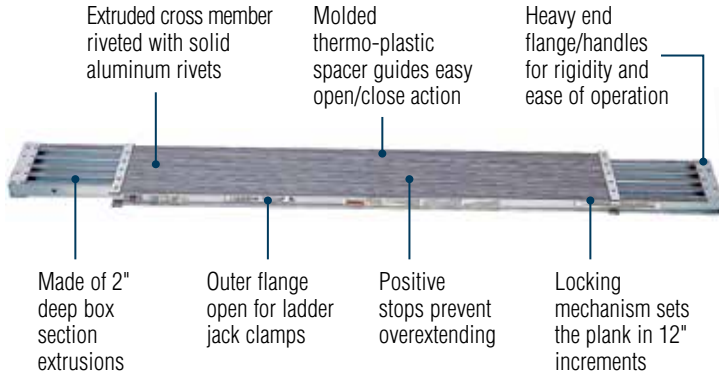 Extruded cross member
riveted with solid
aluminum rivets
Molded
thermo-plastic
spacer guides easy
open/close action
Heavy end
flange/handles
for rigidity and
ease of operation
Made of 2"
deep box
section
extrusions
Outer flange
open for ladder
jack clamps
Positive
stops prevent
overextending
Locking
mechanism sets
the plank in 12"
increments